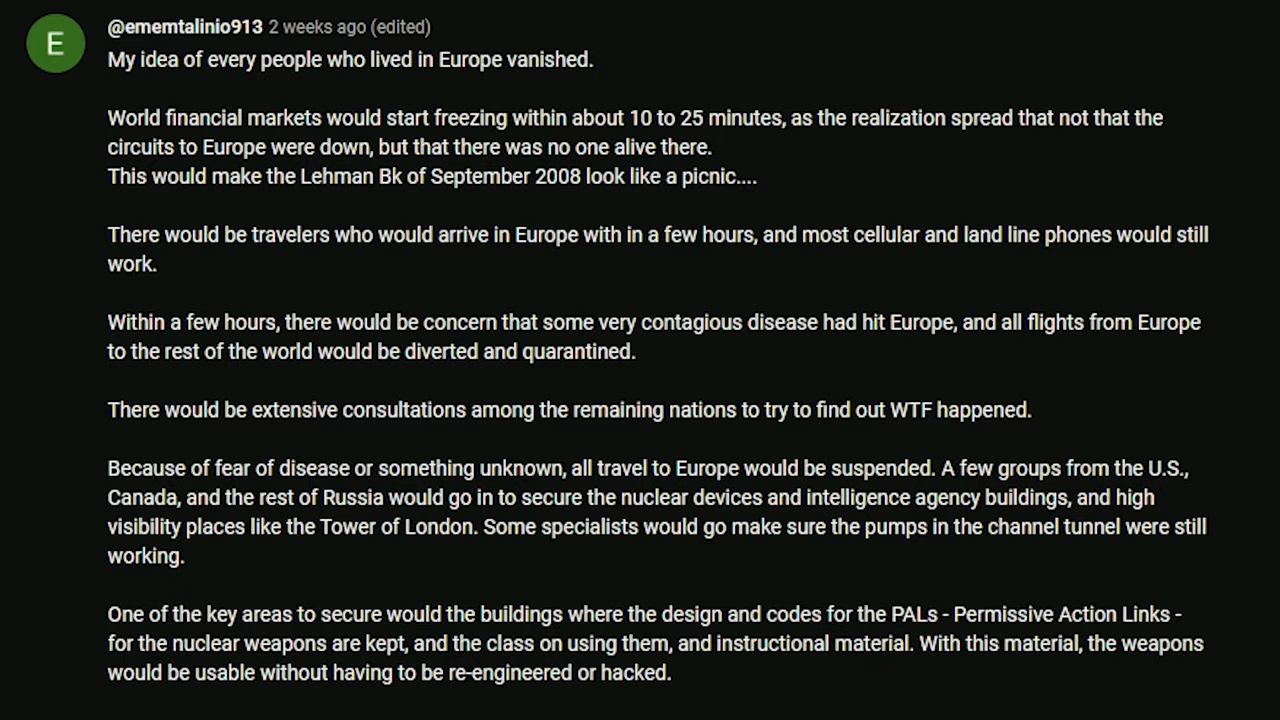 E
@ememtalinio913 2 weeks ago (edited)
My idea of every people who lived in Europe vanished.
World financial markets would start freezing within about 10 to 25 minutes, as the realization spread that not that the
circuits to Europe were down, but that there was no one alive there.
This would make the Lehman Bk of September 2008 look like a picnic....
There would be travelers who would arrive in Europe with in a few hours, and most cellular and land line phones would still
work.
Within a few hours, there would be concern that some very contagious disease had hit Europe, and all flights from Europe
to the rest of the world would be diverted and quarantined.
There would be extensive consultations among the remaining nations to try to find out WTF happened.
Because of fear of disease or something unknown, all travel to Europe would be suspended. A few groups from the U.S.,
Canada, and the rest of Russia would go in to secure the nuclear devices and intelligence agency buildings, and high
visibility places like the Tower of London. Some specialists would go make sure the pumps in the channel tunnel were still
working.
One of the key areas to secure would the buildings where the design and codes for the PALs - Permissive Action Links -
for the nuclear weapons are kept, and the class on using them, and instructional material. With this material, the weapons
would be usable without having to be re-engineered or hacked.